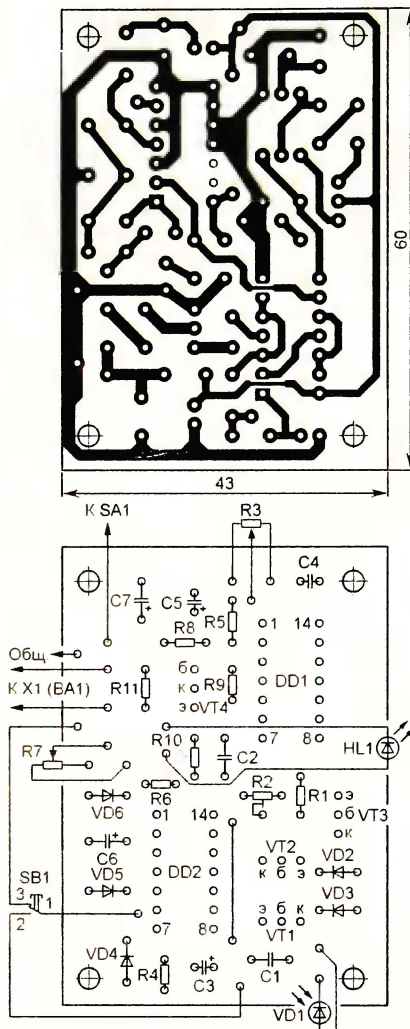 60
43
К SA1
R3
C4
C7
C5
R5
1
14
R8
Общ.
К X1 (BA1)
R11
б
к
э
VT4
R9
DD1
7
8
HL1
R7
R10
C2
R6
R2
R1
э
б
к
VT3
VD6
1
14
C6
VT2
к б э
VD2
VD5
DD2
э б к
VD3
SB1
3
1
2
7
8
VT1
VD4
R4
C3
C1
VD1